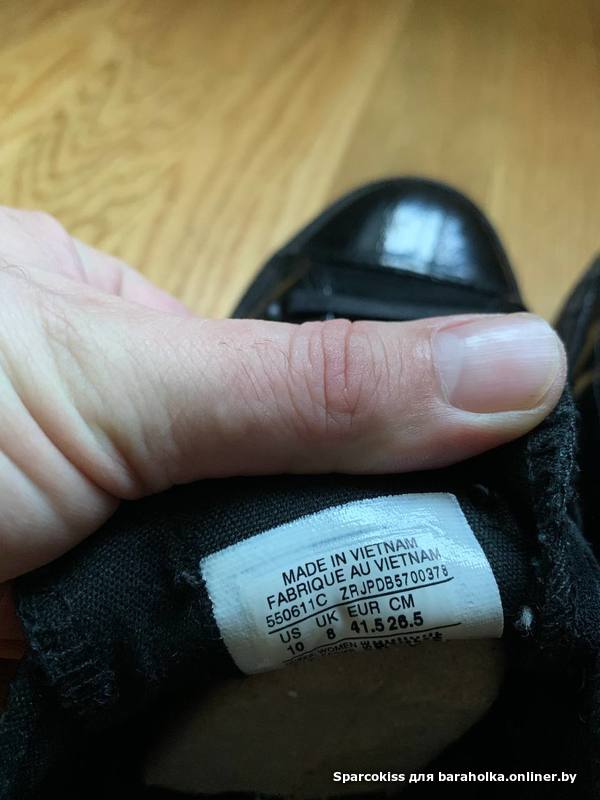 MADE IN VIETNAM
FABRIQUE AU VIETNAM
550611C ZRJPDB5700378
US UK EUR CM
10 8 41.5 26.5
WOMEN
Sparcokiss для baraholka.onliner.by